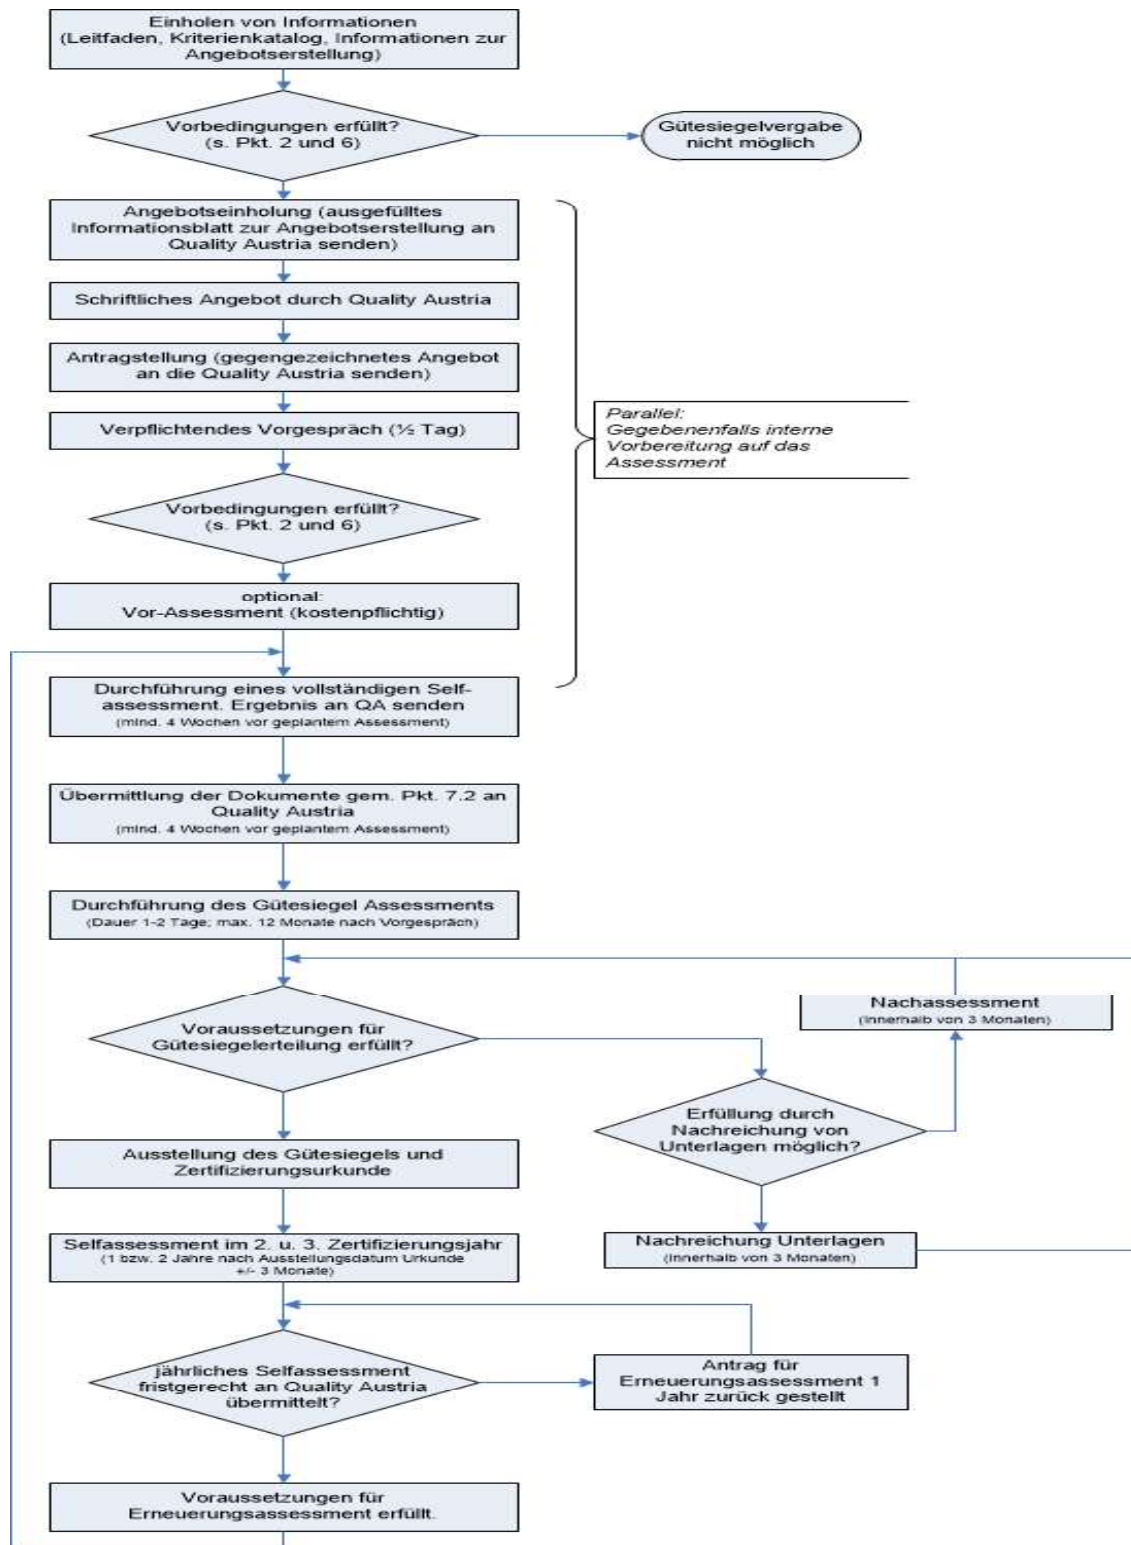 Einholen von Informationen
(Leitfaden, Kriterienkatalog, Informationen zur
Angebotserstellung)
Vorbedingungen erfüllt?
(s. Pkt. 2 und 6)
Gütesiegelvergabe
nicht möglich
Angebotseinholung (ausgefülltes
Informationsblatt zur Angebotserstellung an
Quality Austria senden)
Schriftliches Angebot durch Quality Austria
Antragstellung (gegengezeichnetes Angebot
an die Quality Austria senden)
Verpflichtendes Vorgespräch (½ Tag)
Parallel:
Gegebenenfalls interne
Vorbereitung auf das
Assessment
Vorbedingungen erfüllt?
(s. Pkt. 2 und 6)
optional:
Vor-Assessment (kostenpflichtig)
Durchführung eines vollständigen Self-
assessment. Ergebnis an QA senden
(mind. 4 Wochen vor geplantem Assessment)
Übermittlung der Dokumente gem. Pkt. 7.2 an
Quality Austria
(mind. 4 Wochen vor geplantem Assessment)
Durchführung des Gütesiegel Assessments
(Dauer 1-2 Tage; max. 12 Monate nach Vorgespräch)
Nachassessment
(Innerhalb von 3 Monaten)
Voraussetzungen für
Gütesiegelerteilung erfüllt?
Erfüllung durch
Nachreichung von
Unterlagen möglich?
Ausstellung des Gütesiegels und
Zertifizierungsurkunde
Nachreichung Unterlagen
(Innerhalb von 3 Monaten)
Selfassessment im 2. u. 3. Zertifizierungsjahr
(1 bzw. 2 Jahre nach Ausstellungsdatum Urkunde
+/- 3 Monate)
jährliches Selfassessment
fristgerecht an Quality Austria
übermittelt?
Antrag für
Erneuerungsassessment 1
Jahr zurück gestellt
Voraussetzungen für
Erneuerungsassessment erfüllt.